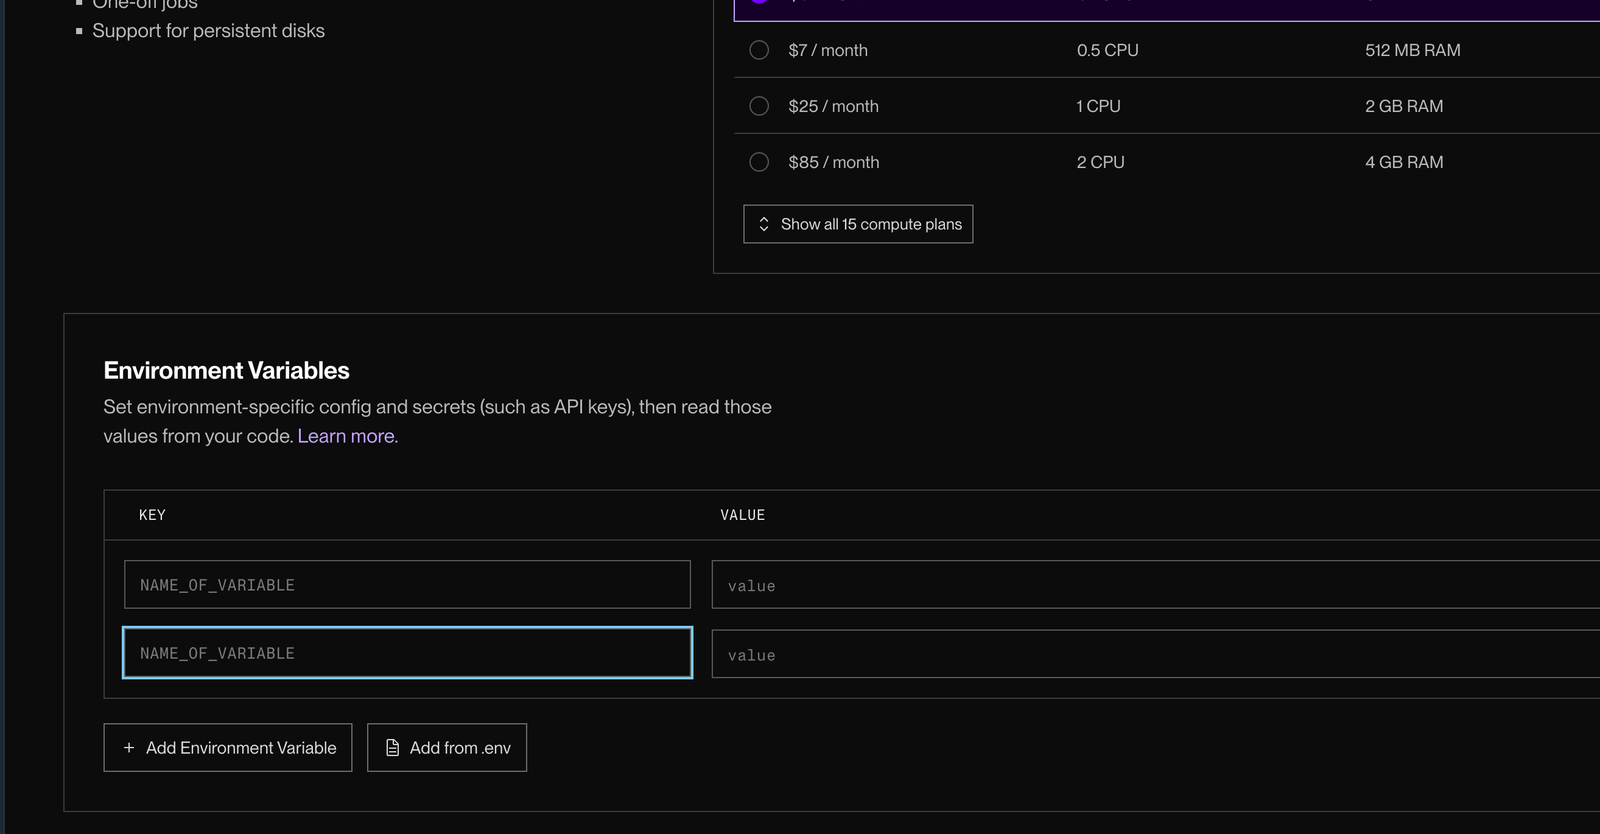 One-off jobs
Support for persistent disks
$7 / month 0.5 CPU 512 MB RAM
$25 / month 1 CPU 2 GB RAM
$85 / month 2 CPU 4 GB RAM
Show all 15 compute plans
Environment Variables
Set environment-specific config and secrets (such as API keys), then read those
values from your code. Learn more.
KEY VALUE
NAME_OF_VARIABLE value
NAME_OF_VARIABLE value
+ Add Environment Variable Add from .env